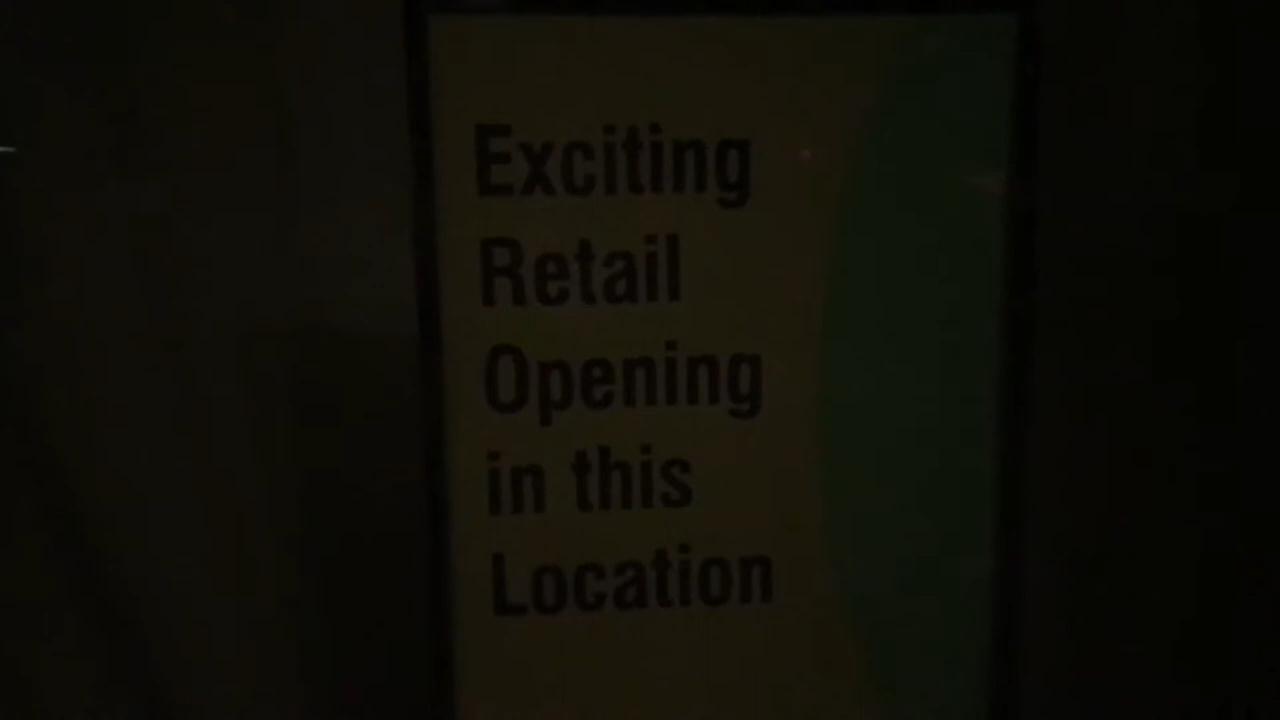 Exciting
Retail
Opening
in this
Location